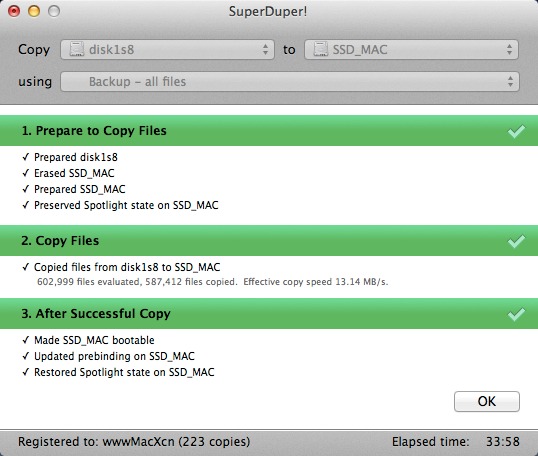 SuperDuper!
Copy disk1s8 to SSD_MAC
using Backup – all files
1. Prepare to Copy Files
✓ Prepared disk1s8
✓ Erased SSD_MAC
✓ Prepared SSD_MAC
✓ Preserved Spotlight state on SSD_MAC
2. Copy Files
✓ Copied files from disk1s8 to SSD_MAC
602,999 files evaluated, 587,412 files copied. Effective copy speed 13.14 MB/s.
3. After Successful Copy
✓ Made SSD_MAC bootable
✓ Updated prebinding on SSD_MAC
✓ Restored Spotlight state on SSD_MAC
OK
Registered to: wwwMacXcn (223 copies) Elapsed time: 33:58